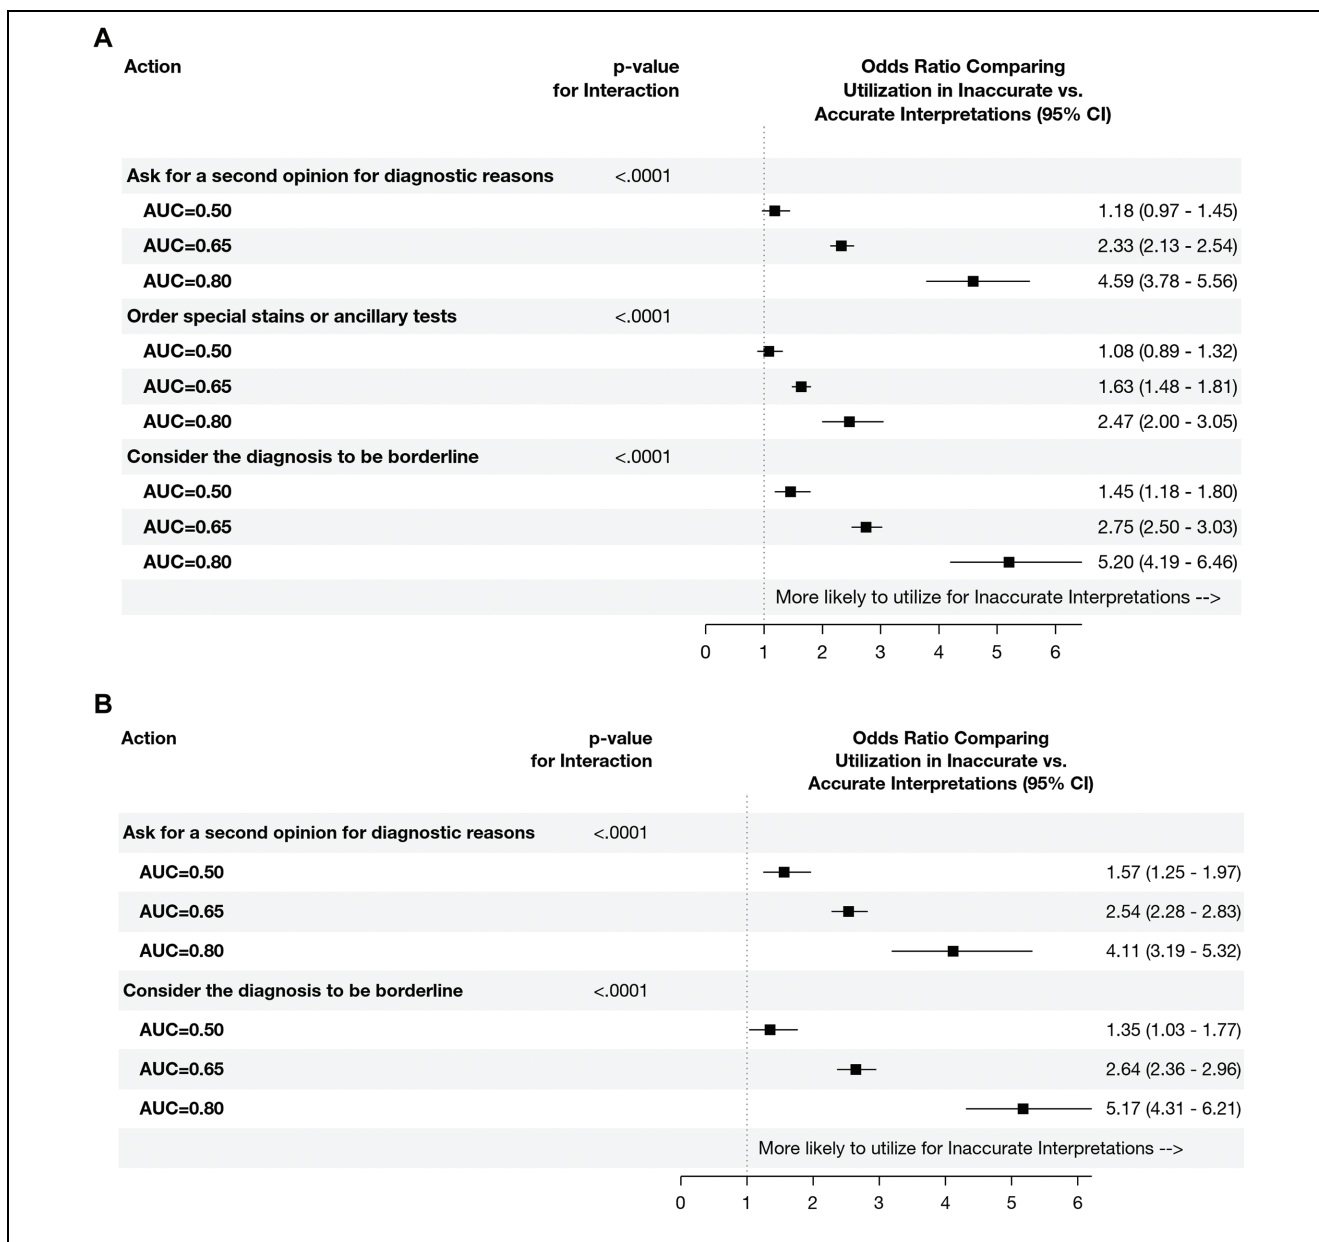 A
Action
p-value
for Interaction
Odds Ratio Comparing
Utilization in Inaccurate vs.
Accurate Interpretations (95% CI)
Ask for a second opinion for diagnostic reasons <.0001
AUC=0.50 1.18 (0.97 - 1.45)
AUC=0.65 2.33 (2.13 - 2.54)
AUC=0.80 4.59 (3.78 - 5.56)
Order special stains or ancillary tests <.0001
AUC=0.50 1.08 (0.89 - 1.32)
AUC=0.65 1.63 (1.48 - 1.81)
AUC=0.80 2.47 (2.00 - 3.05)
Consider the diagnosis to be borderline <.0001
AUC=0.50 1.45 (1.18 - 1.80)
AUC=0.65 2.75 (2.50 - 3.03)
AUC=0.80 5.20 (4.19 - 6.46)
More likely to utilize for Inaccurate Interpretations -->
0 1 2 3 4 5 6
B
Action
p-value
for Interaction
Odds Ratio Comparing
Utilization in Inaccurate vs.
Accurate Interpretations (95% CI)
Ask for a second opinion for diagnostic reasons <.0001
AUC=0.50 1.57 (1.25 - 1.97)
AUC=0.65 2.54 (2.28 - 2.83)
AUC=0.80 4.11 (3.19 - 5.32)
Consider the diagnosis to be borderline <.0001
AUC=0.50 1.35 (1.03 - 1.77)
AUC=0.65 2.64 (2.36 - 2.96)
AUC=0.80 5.17 (4.31 - 6.21)
More likely to utilize for Inaccurate Interpretations -->
0 1 2 3 4 5 6